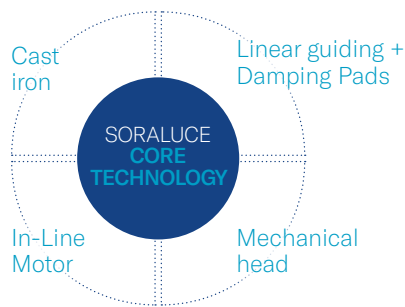 Cast
iron
Linear guiding +
Damping Pads
SORALUCE
CORE
TECHNOLOGY
In-Line
Motor
Mechanical
head